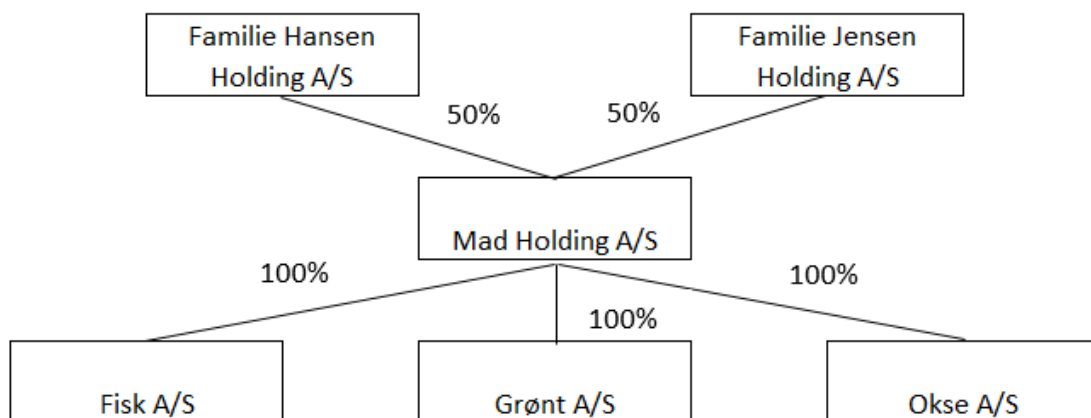 Familie Hansen
Holding A/S
Familie Jensen
Holding A/S
50%
50%
Mad Holding A/S
100%
100%
100%
Fisk A/S
Grønt A/S
Okse A/S